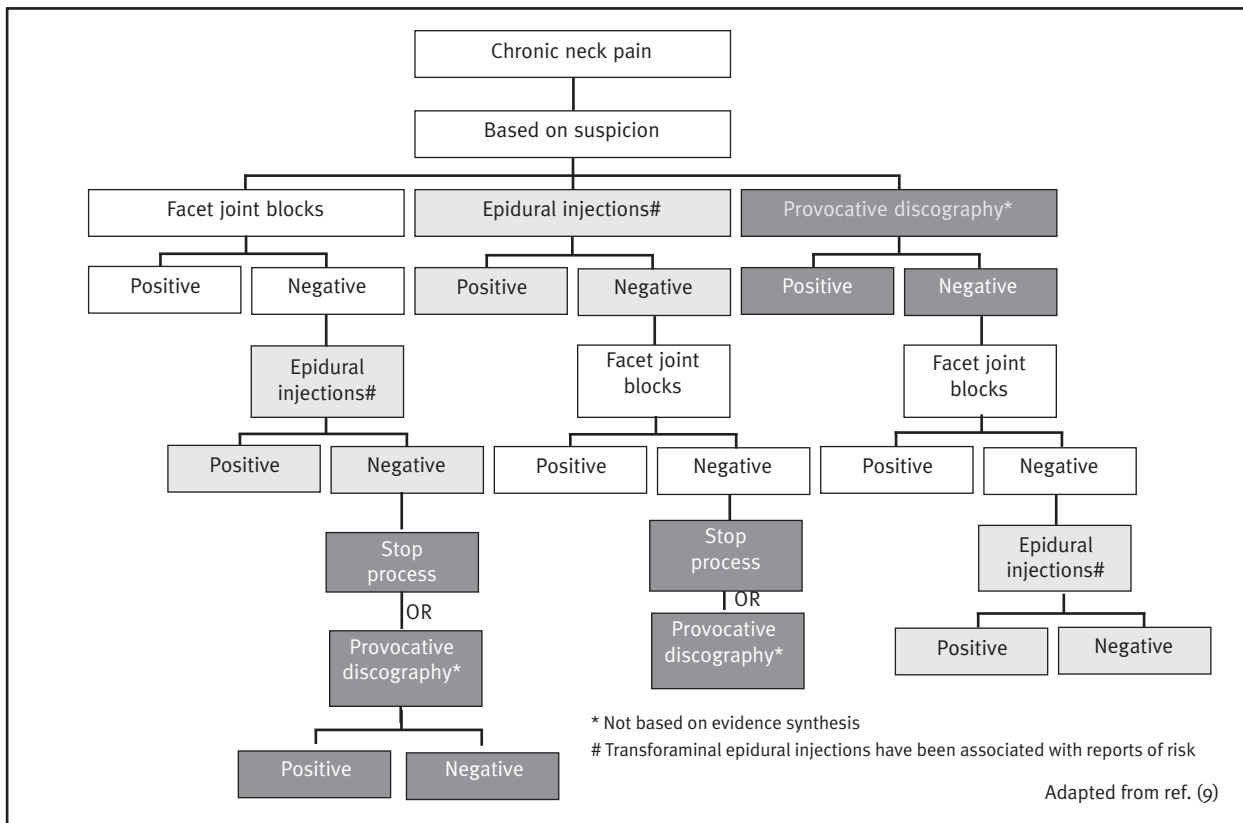 Chronic neck pain
Based on suspicion
Facet joint blocks
Epidural injections#
Provocative discography*
Positive
Negative
Positive
Negative
Positive
Negative
Epidural
injections#
Facet joint
blocks
Facet joint
blocks
Positive
Negative
Positive
Negative
Positive
Negative
Stop
process
OR
Provocative
discography*
Stop
process
OR
Provocative
discography*
Epidural
injections#
Positive
Negative
Positive
Negative
* Not based on evidence synthesis
# Transforaminal epidural injections have been associated with reports of risk
Adapted from ref. (9)